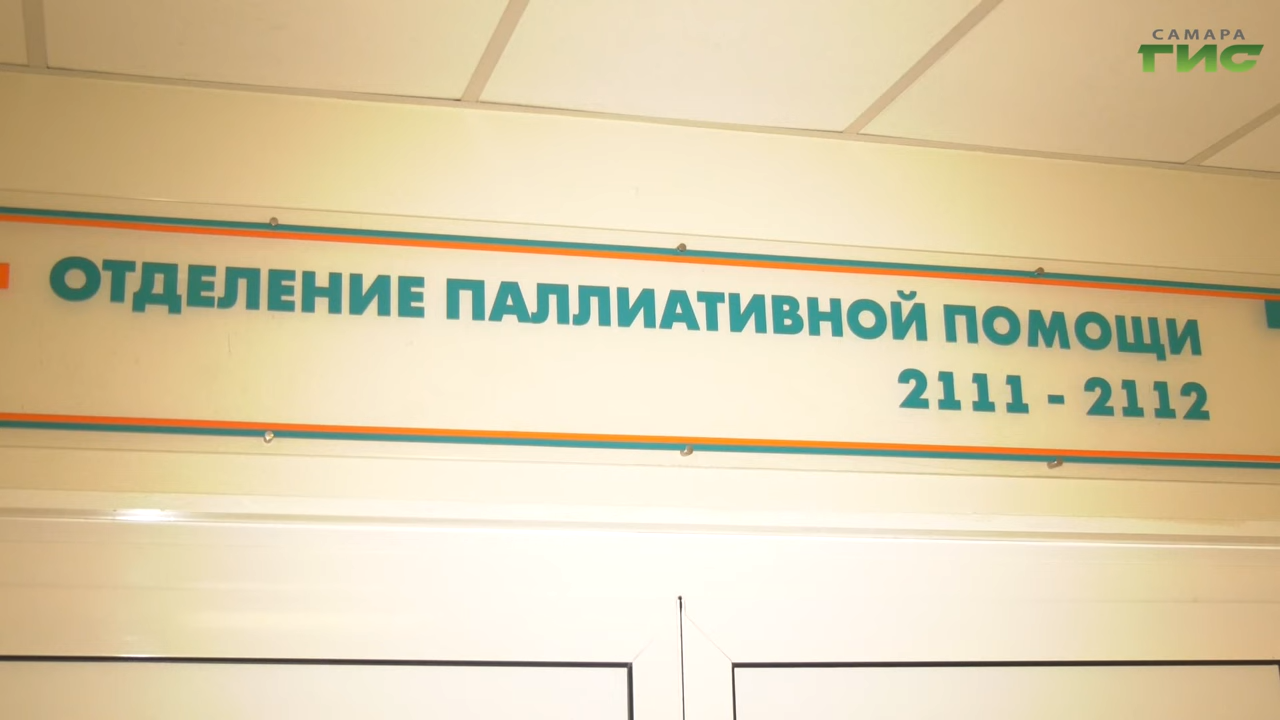 САМАРА
ГИС
ОТДЕЛЕНИЕ ПАЛЛИАТИВНОЙ ПОМОЩИ
2111 - 2112